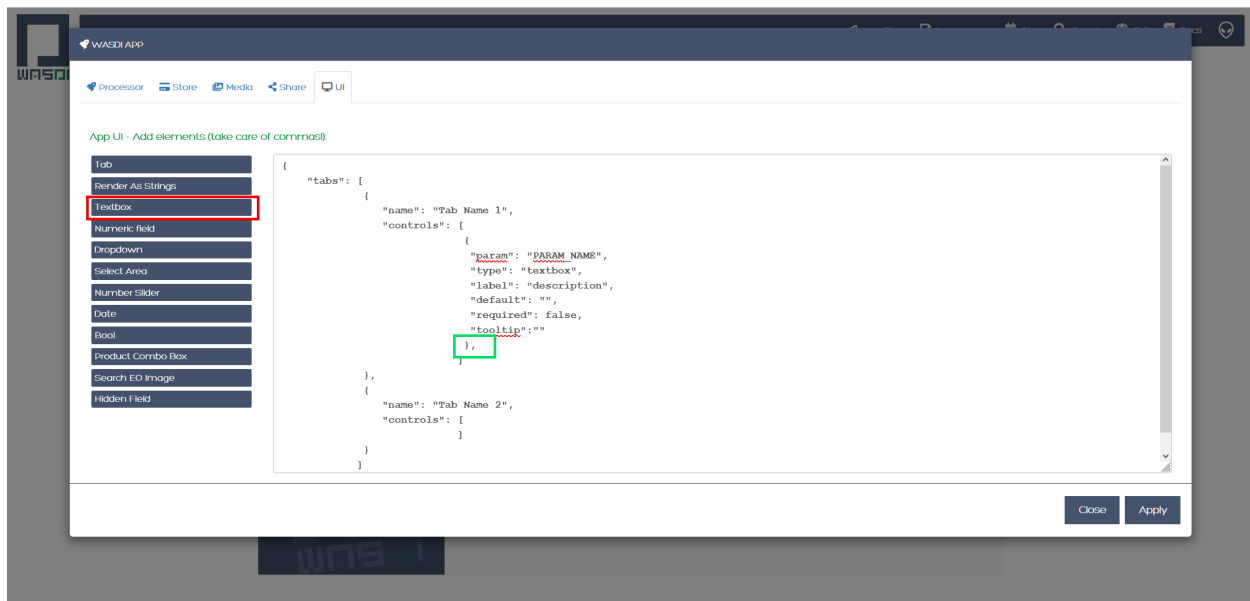 WASDI APP
Processor Store Media Share UI
App UI - Add elements (take care of commas!):
Tab
Render As Strings
Textbox
Numeric field
Dropdown
Select Area
Number Slider
Date
Bool
Product Combo Box
Search EO Image
Hidden Field
{
"tabs": [
{
"name": "Tab Name 1",
"controls": [
{
"param": "PARAM_NAME",
"type": "textbox",
"label": "description",
"default": "",
"required": false,
"tooltip":""
},
]
},
{
"name": "Tab Name 2",
"controls": [
]
}
]
Close Apply